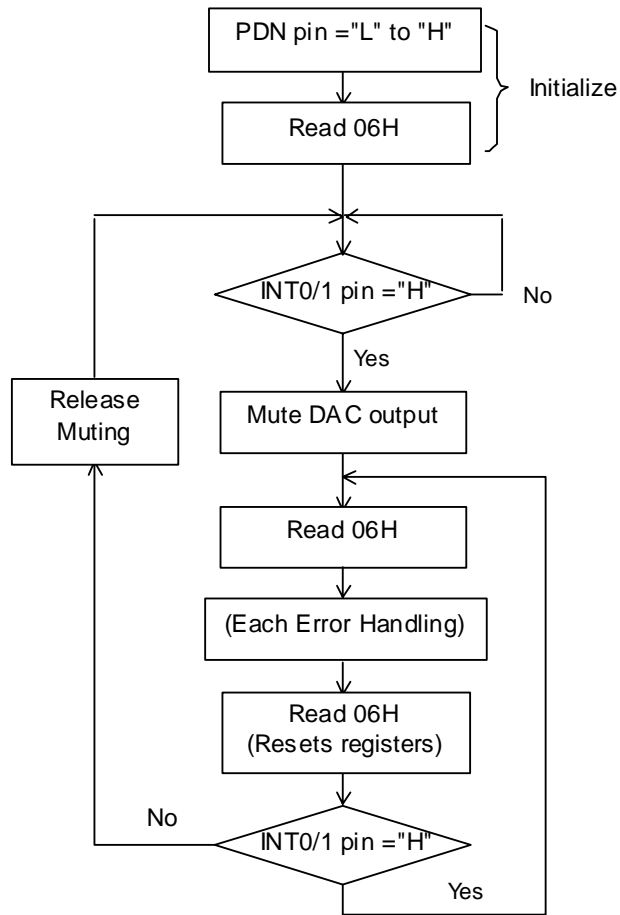 PDN pin ="L" to "H"
Initialize
Read 06H
INT0/1 pin ="H"
No
Yes
Release
Muting
Mute DAC output
Read 06H
(Each Error Handling)
Read 06H
(Resets registers)
No
INT0/1 pin ="H"
Yes